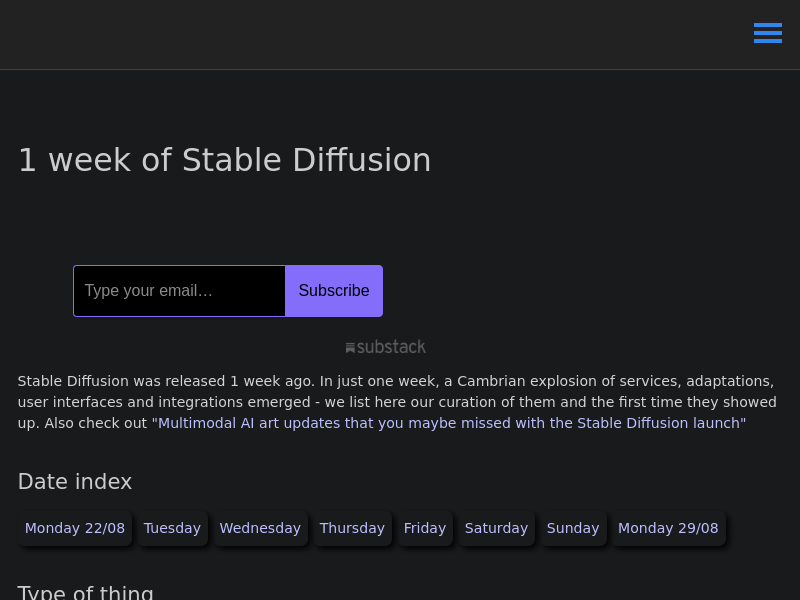 1 week of Stable Diffusion
Type your email…
Subscribe
substack
Stable Diffusion was released 1 week ago. In just one week, a Cambrian explosion of services, adaptations,
user interfaces and integrations emerged - we list here our curation of them and the first time they showed
up. Also check out "Multimodal AI art updates that you maybe missed with the Stable Diffusion launch"
Date index
Monday 22/08 Tuesday Wednesday Thursday Friday Saturday Sunday Monday 29/08
Type of thing